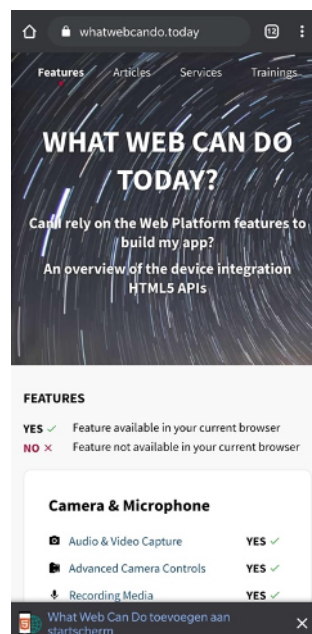 whatwebcando.today
12
Features Articles Services Trainings
WHAT WEB CAN DO
TODAY?
Can I rely on the Web Platform features to
build my app?
An overview of the device integration
HTML5 APIs
FEATURES
YES ✓ Feature available in your current browser
NO × Feature not available in your current browser
Camera & Microphone
Audio & Video Capture YES ✓
Advanced Camera Controls YES ✓
Recording Media YES ✓
What Web Can Do toevoegen aan
startscherm